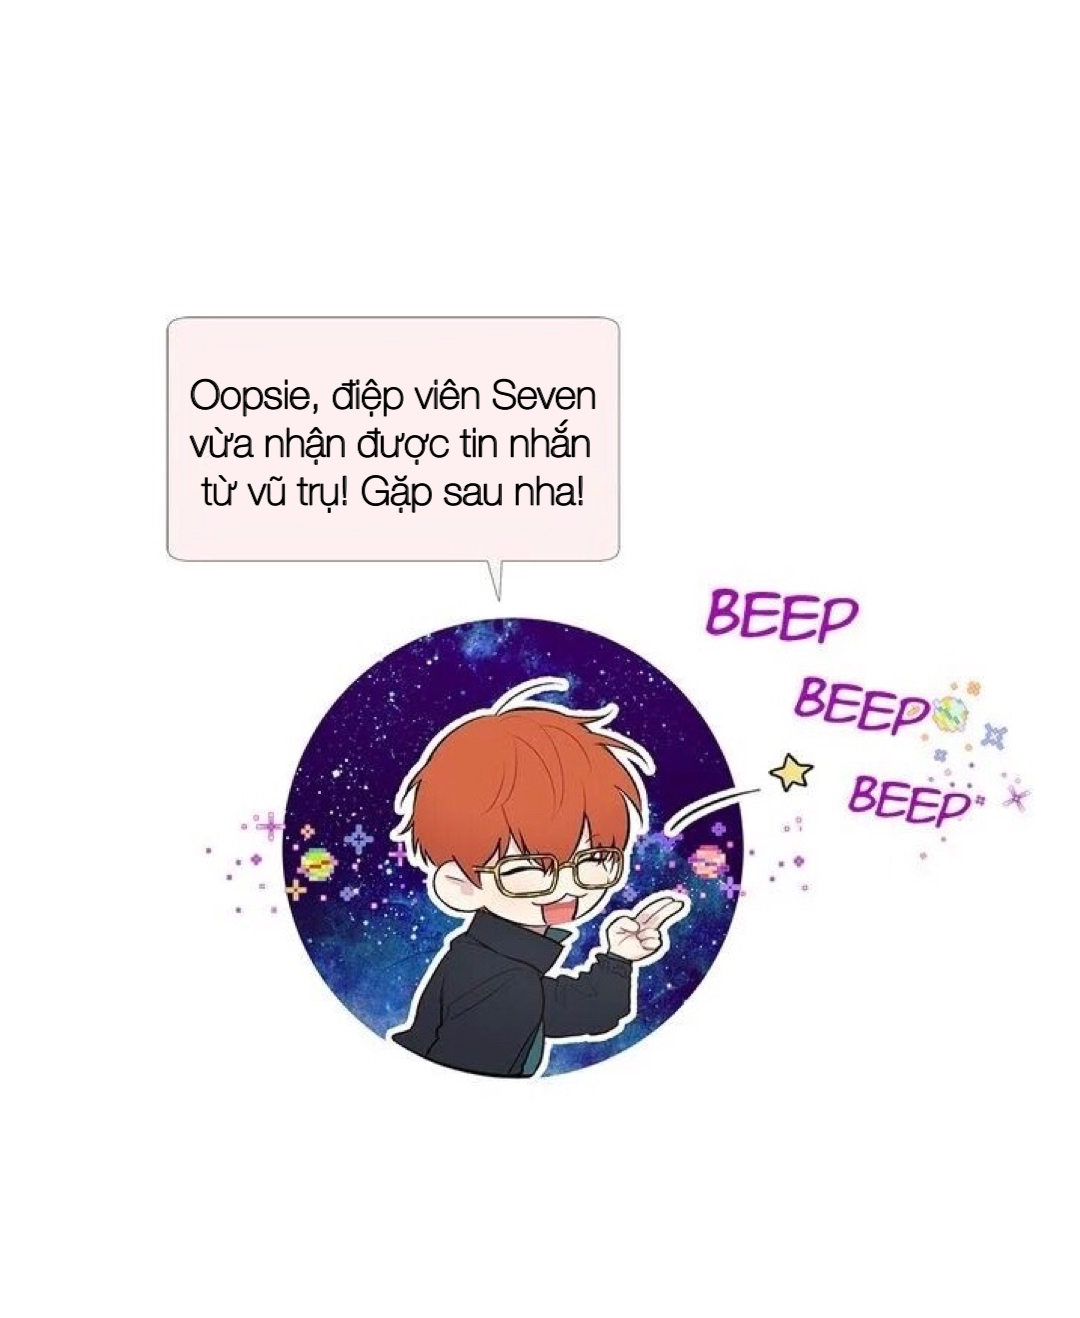 Oopsie, điệp viên Seven
vừa nhận được tin nhắn
từ vũ trụ! Gặp sau nha!
BEEP
BEEP
BEEP